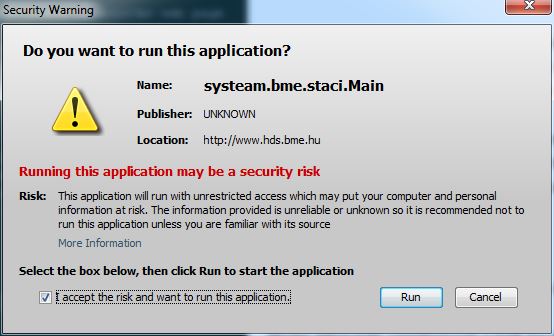 Security Warning
Do you want to run this application?
Name: systeam.bme.staci.Main
Publisher: UNKNOWN
Location: http://www.hds.bme.hu
Running this application may be a security risk
Risk: This application will run with unrestricted access which may put your computer and personal
information at risk. The information provided is unreliable or unknown so it is recommended not to
run this application unless you are familiar with its source
More Information
Select the box below, then click Run to start the application
I accept the risk and want to run this application.
Run Cancel